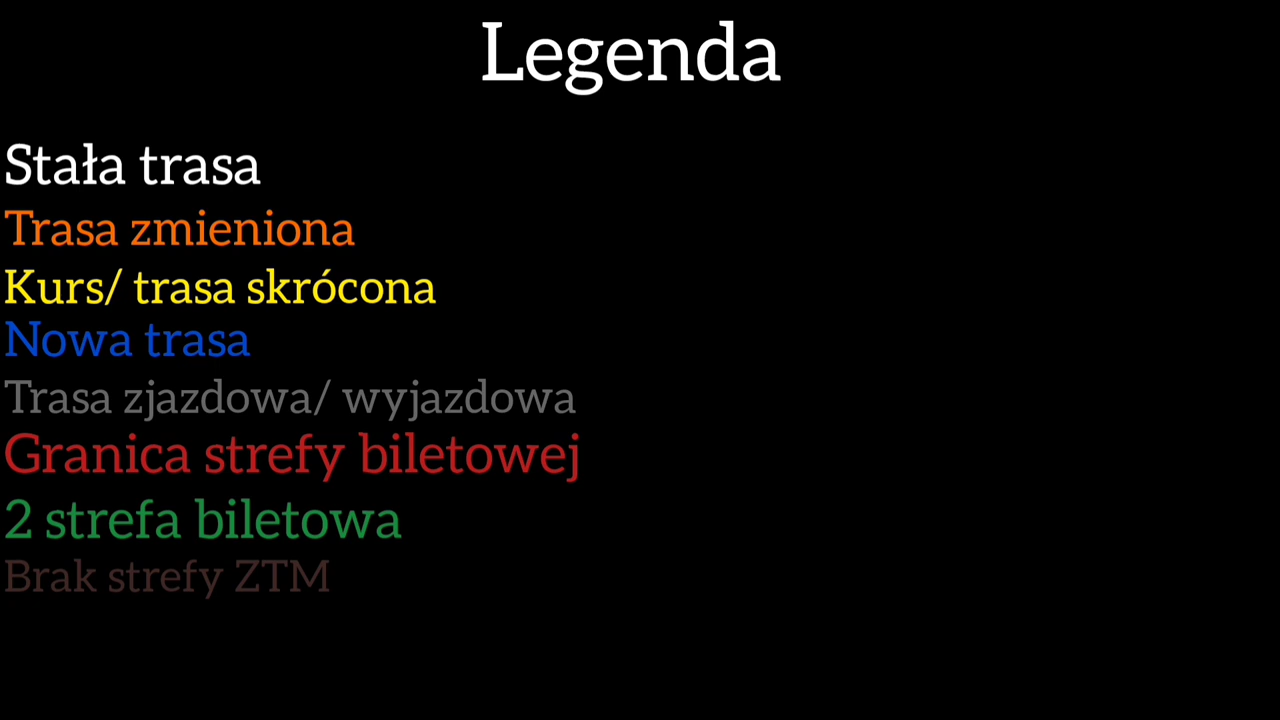 Legenda
Stała trasa
Trasa zmieniona
Kurs/ trasa skrócona
Nowa trasa
Trasa zjazdowa/ wyjazdowa
Granica strefy biletowej
2 strefa biletowa
Brak strefy ZTM